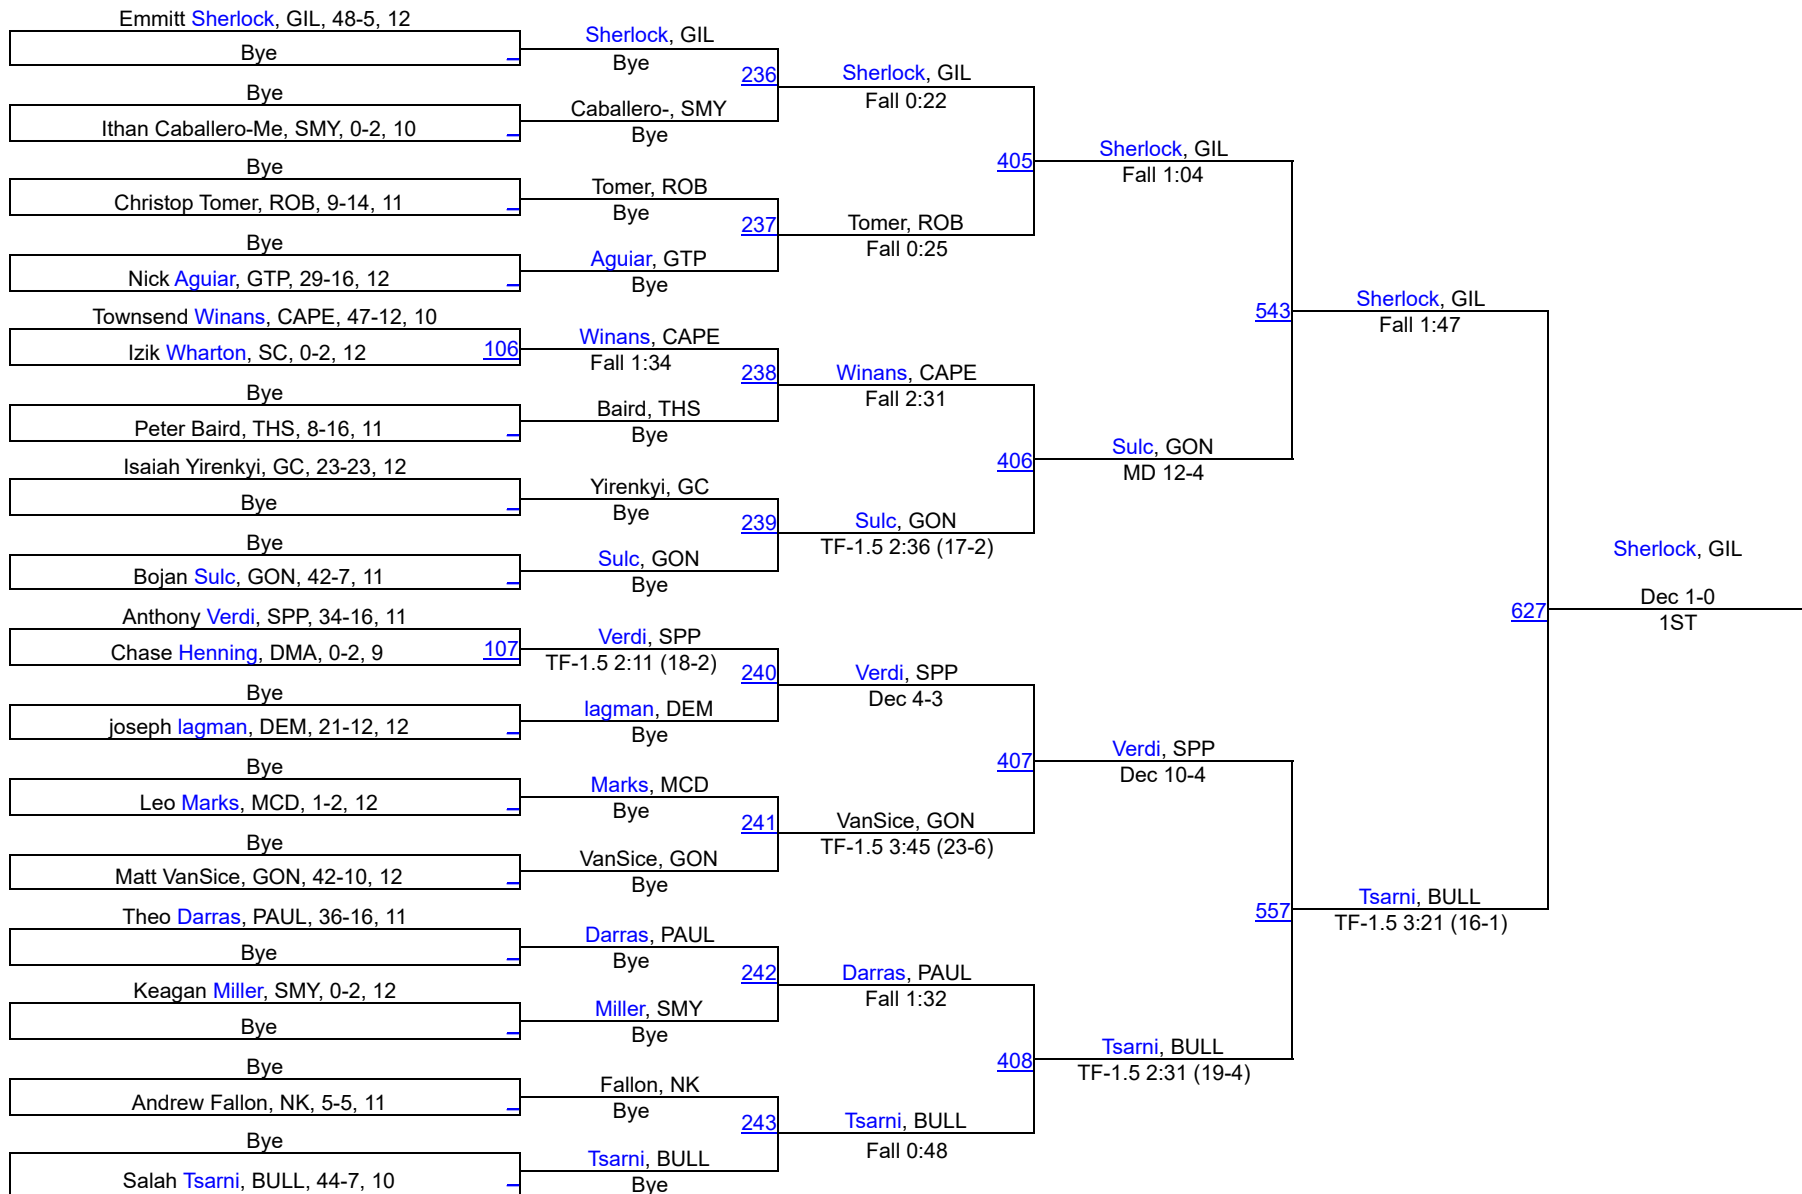 Emmitt Sherlock, GIL, 48-5, 12
Bye
Bye
Ithan Caballero-Me, SMY, 0-2, 10
Bye
Christop Tomer, ROB, 9-14, 11
Bye
Nick Aguiar, GTP, 29-16, 12
Townsend Winans, CAPE, 47-12, 10
Izik Wharton, SC, 0-2, 12 106
Bye
Peter Baird, THS, 8-16, 11
Isaiah Yirenkyi, GC, 23-23, 12
Bye
Bye
Bojan Sulc, GON, 42-7, 11
Anthony Verdi, SPP, 34-16, 11
Chase Henning, DMA, 0-2, 9 107
Bye
joseph lagman, DEM, 21-12, 12
Bye
Leo Marks, MCD, 1-2, 12
Bye
Matt VanSice, GON, 42-10, 12
Theo Darras, PAUL, 36-16, 11
Bye
Keagan Miller, SMY, 0-2, 12
Bye
Bye
Andrew Fallon, NK, 5-5, 11
Bye
Salah Tsarni, BULL, 44-7, 10
Sherlock, GIL
Bye
236
Caballero-, SMY
Bye
Tomer, ROB
Bye
237
Aguiar, GTP
Bye
Winans, CAPE
Fall 1:34
238
Baird, THS
Bye
Yirenkyi, GC
Bye
239
Sulc, GON
Bye
Verdi, SPP
TF-1.5 2:11 (18-2)
240
lagman, DEM
Bye
Marks, MCD
Bye
241
VanSice, GON
Bye
Darras, PAUL
Bye
242
Miller, SMY
Bye
Fallon, NK
Bye
243
Tsarni, BULL
Bye
Sherlock, GIL
Fall 0:22
405
Tomer, ROB
Fall 0:25
Winans, CAPE
Fall 2:31
406
Sulc, GON
TF-1.5 2:36 (17-2)
Verdi, SPP
Dec 4-3
407
VanSice, GON
TF-1.5 3:45 (23-6)
Darras, PAUL
Fall 1:32
408
Tsarni, BULL
Fall 0:48
Sherlock, GIL
Fall 1:04
543
Sulc, GON
MD 12-4
Verdi, SPP
Dec 10-4
557
Tsarni, BULL
TF-1.5 2:31 (19-4)
Sherlock, GIL
Fall 1:47
627
Tsarni, BULL
TF-1.5 3:21 (16-1)
Sherlock, GIL
Dec 1-0
1ST